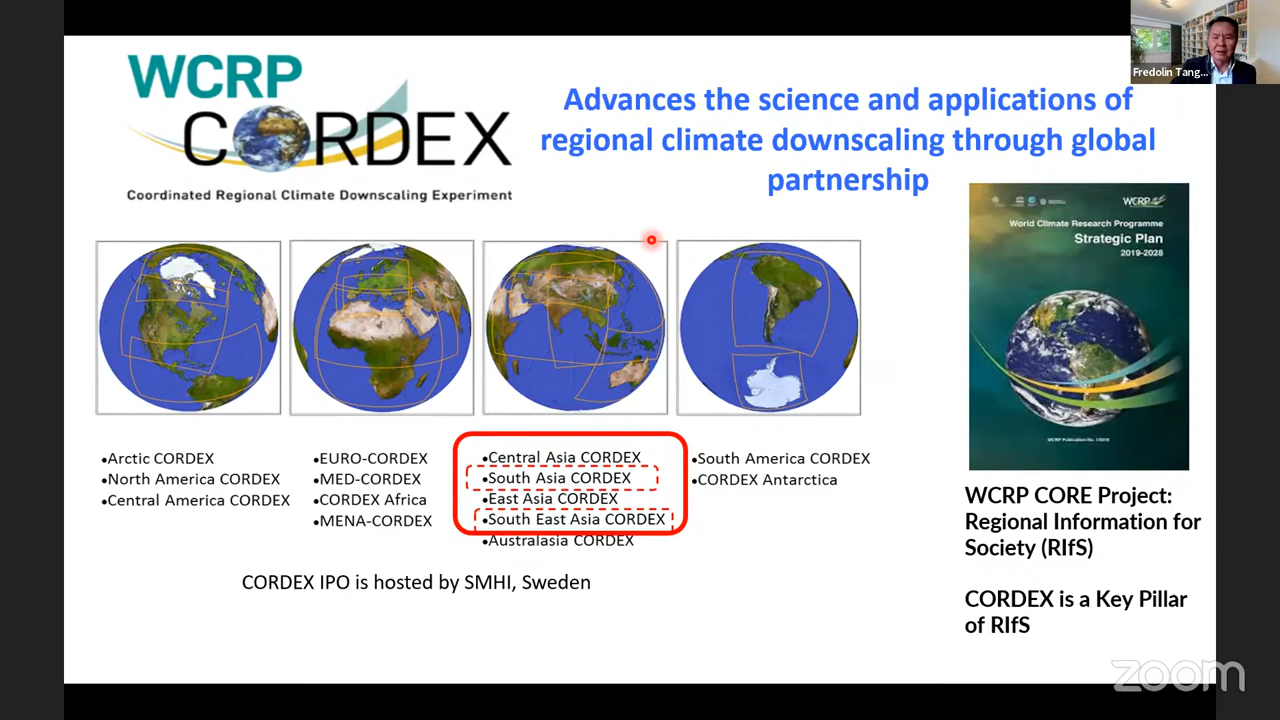 Fredolin Tang...
WCRP
CORDEX
Coordinated Regional Climate Downscaling Experiment
Advances the science and applications of
regional climate downscaling through global
partnership
WCRP
World Climate Research Programme
Strategic Plan
2019-2028
•Arctic CORDEX
•North America CORDEX
•Central America CORDEX
•EURO-CORDEX
•MED-CORDEX
•CORDEX Africa
•MENA-CORDEX
•Central Asia CORDEX
•South Asia CORDEX
•East Asia CORDEX
•South East Asia CORDEX
•Australasia CORDEX
•South America CORDEX
•CORDEX Antarctica
CORDEX IPO is hosted by SMHI, Sweden
WCRP CORE Project:
Regional Information for
Society (RIfS)
CORDEX is a Key Pillar
of RIfS
zoom